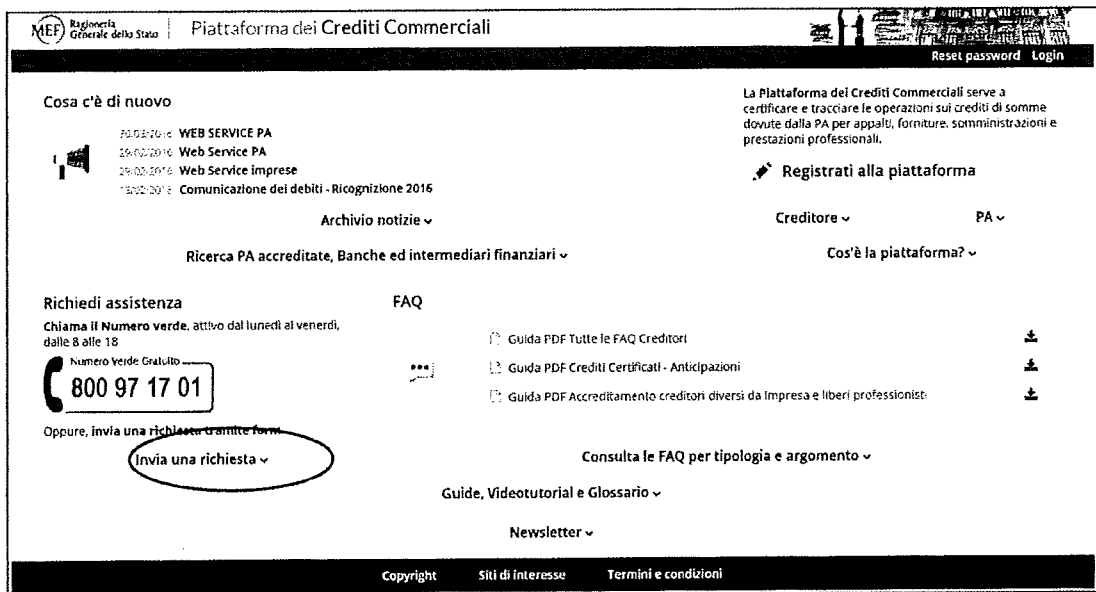 MEF Ragioneria Generale dello Stato
Piattaforma dei Crediti Commerciali
Reset password Login
Cosa c'è di nuovo
WEB SERVICE PA
29/02/2016 Web Service PA
29/02/2016 Web Service imprese
Comunicazione dei debiti - Ricognizione 2016
Archivio notizie
Ricerca PA accreditate, Banche ed intermediari finanziari
La Piattaforma dei Crediti Commerciali serve a
certificare e tracciare le operazioni sui crediti di somme
dovute dalla PA per appalti, forniture, somministrazioni e
prestazioni professionali.
Registrati alla piattaforma
Creditore PA
Cos'è la piattaforma?
Richiedi assistenza
Chiama il Numero verde, attivo dal lunedì al venerdì,
dalle 8 alle 18
Numero Verde Gratuito
800 97 17 01
Oppure, invia una richiesta tramite form
Invia una richiesta
FAQ
Guida PDF Tutte le FAQ Creditori
Guida PDF Crediti Certificati - Anticipazioni
Guida PDF Accreditamento creditori diversi da Impresa e liberi professionisti
Consulta le FAQ per tipologia e argomento
Guide, Videotutorial e Glossario
Newsletter
Copyright Siti di interesse Termini e condizioni